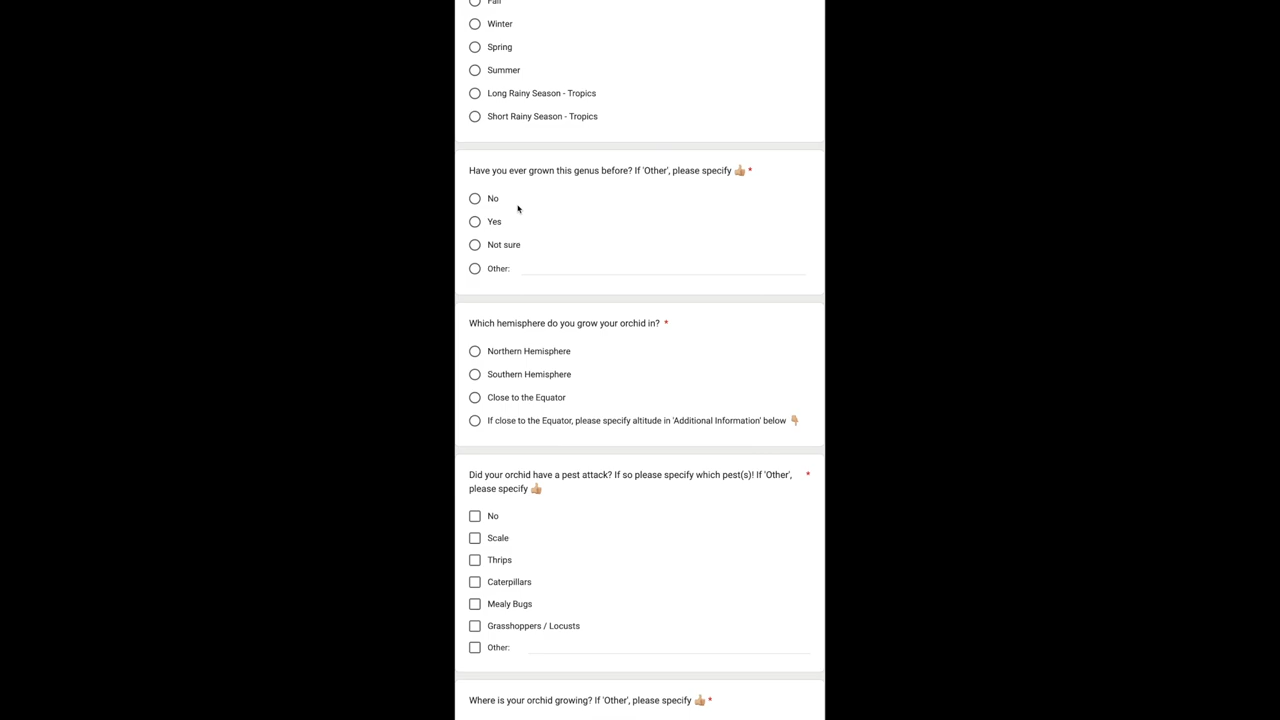 Fall
Winter
Spring
Summer
Long Rainy Season - Tropics
Short Rainy Season - Tropics
Have you ever grown this genus before? If 'Other', please specify 👍🏼 *
No
Yes
Not sure
Other:
Which hemisphere do you grow your orchid in? *
Northern Hemisphere
Southern Hemisphere
Close to the Equator
If close to the Equator, please specify altitude in 'Additional Information' below 👇🏼
Did your orchid have a pest attack? If so please specify which pest(s)! If 'Other', *
please specify 👍🏼
No
Scale
Thrips
Caterpillars
Mealy Bugs
Grasshoppers / Locusts
Other:
Where is your orchid growing? If 'Other', please specify 👍🏼 *